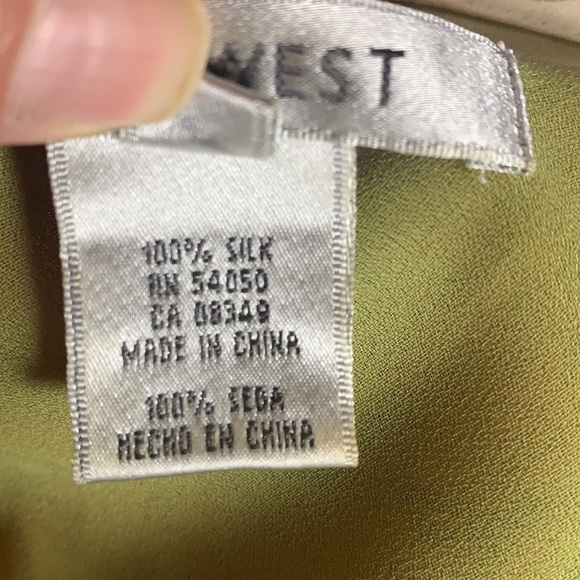 WEST
100% SILK
RN 54050
CA 08349
MADE IN CHINA
100% SEDA
HECHO EN CHINA